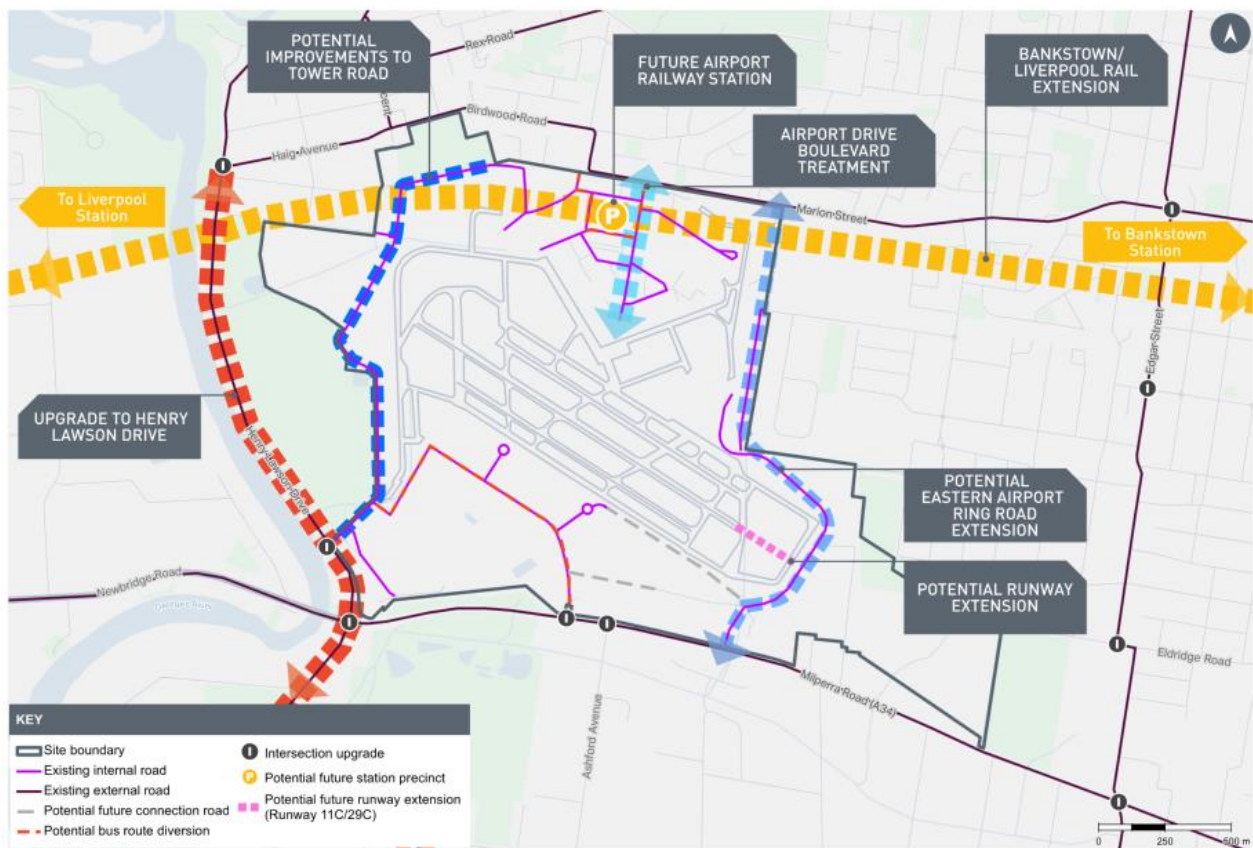 POTENTIAL
IMPROVEMENTS TO
TOWER ROAD
FUTURE AIRPORT
RAILWAY STATION
BANKSTOWN/
LIVERPOOL RAIL
EXTENSION
Rex Road
cent
Birdwood Road
Haig Avenue
AIRPORT DRIVE
BOULEVARD
TREATMENT
To Liverpool
Station
P
Marion Street
To Bankstown
Station
Edgar Street
UPGRADE TO HENRY
LAWSON DRIVE
Henry Lawson Drive
POTENTIAL
EASTERN AIRPORT
RING ROAD
EXTENSION
POTENTIAL RUNWAY
EXTENSION
Newbridge Road
Eldridge Road
Milperra Road (A34)
Ashford Avenue
KEY
Site boundary
Existing internal road
Existing external road
Potential future connection road
Potential bus route diversion
I Intersection upgrade
P Potential future station precinct
Potential future runway extension
(Runway 11C/29C)
0 250 500 m